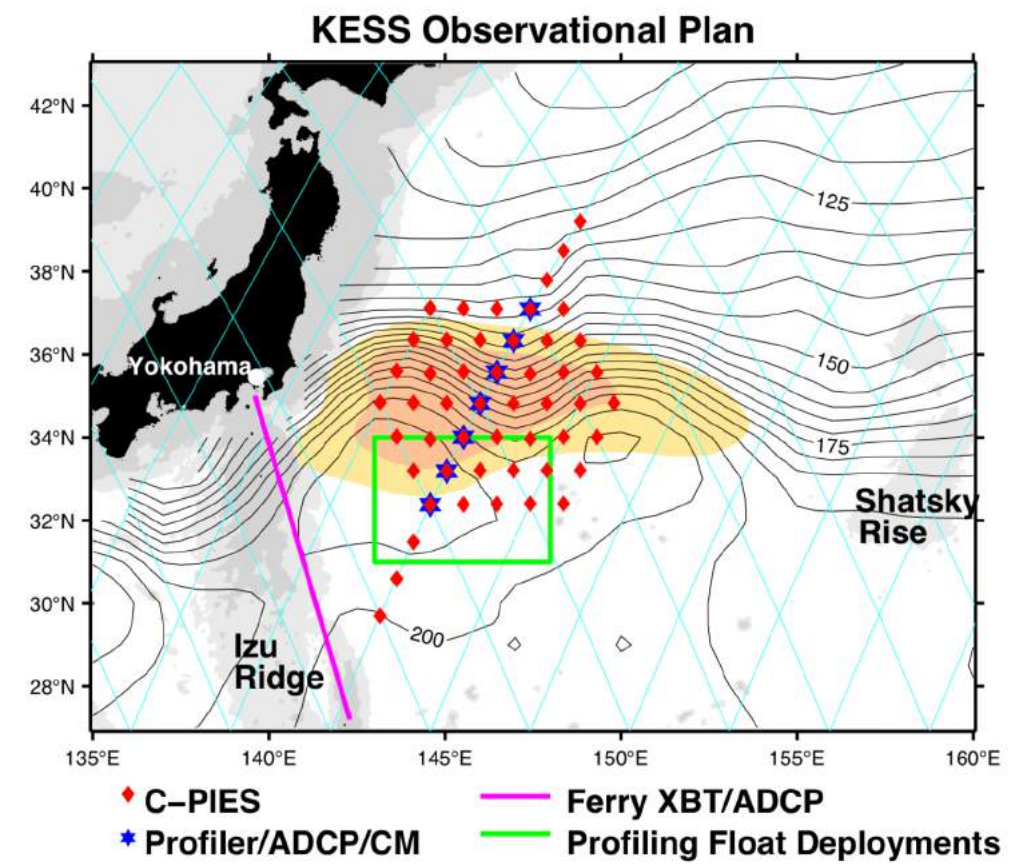 KESS Observational Plan
42°N
40°N
125
38°N
36°N
150
Yokohama
34°N
175
Shatsky
Rise
32°N
30°N
200
Izu
Ridge
28°N
135°E 140°E 145°E 150°E 155°E 160°E
C-PIES Ferry XBT/ADCP
Profiler/ADCP/CM Profiling Float Deployments